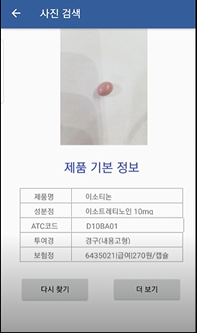 사진 검색
제품 기본 정보
제품명 이소티논
성분정 이소트레티노인 10mg
ATC코드 D10BA01
투여경 경구(내용고형)
보험정 6435021|급여|270원/캡슐
다시 찾기 더 보기